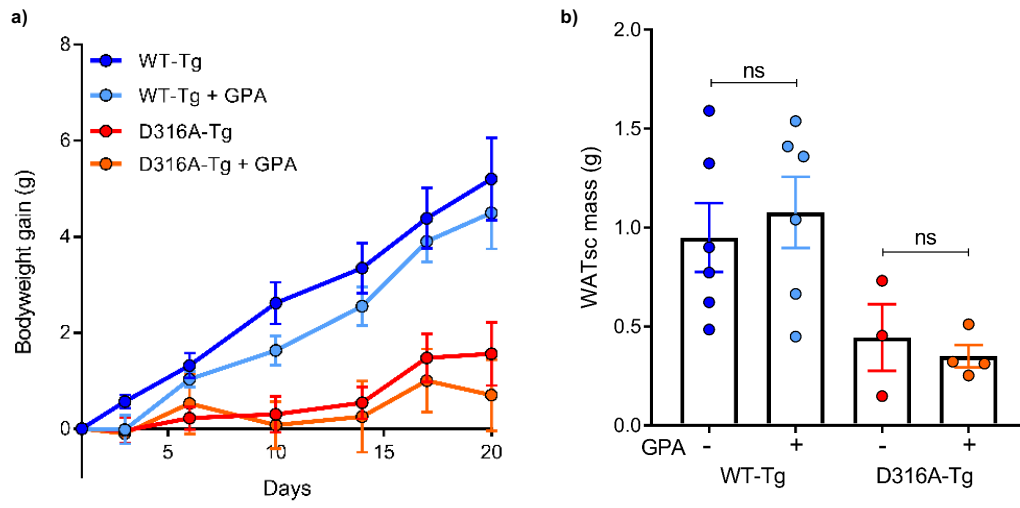 a)
8
6
4
2
0
Bodyweight gain (g)
WT-Tg
WT-Tg + GPA
D316A-Tg
D316A-Tg + GPA
5
10
15
20
Days
b)
2.0
1.5
1.0
0.5
0.0
WATsc mass (g)
ns
ns
GPA - + - +
WT-Tg D316A-Tg